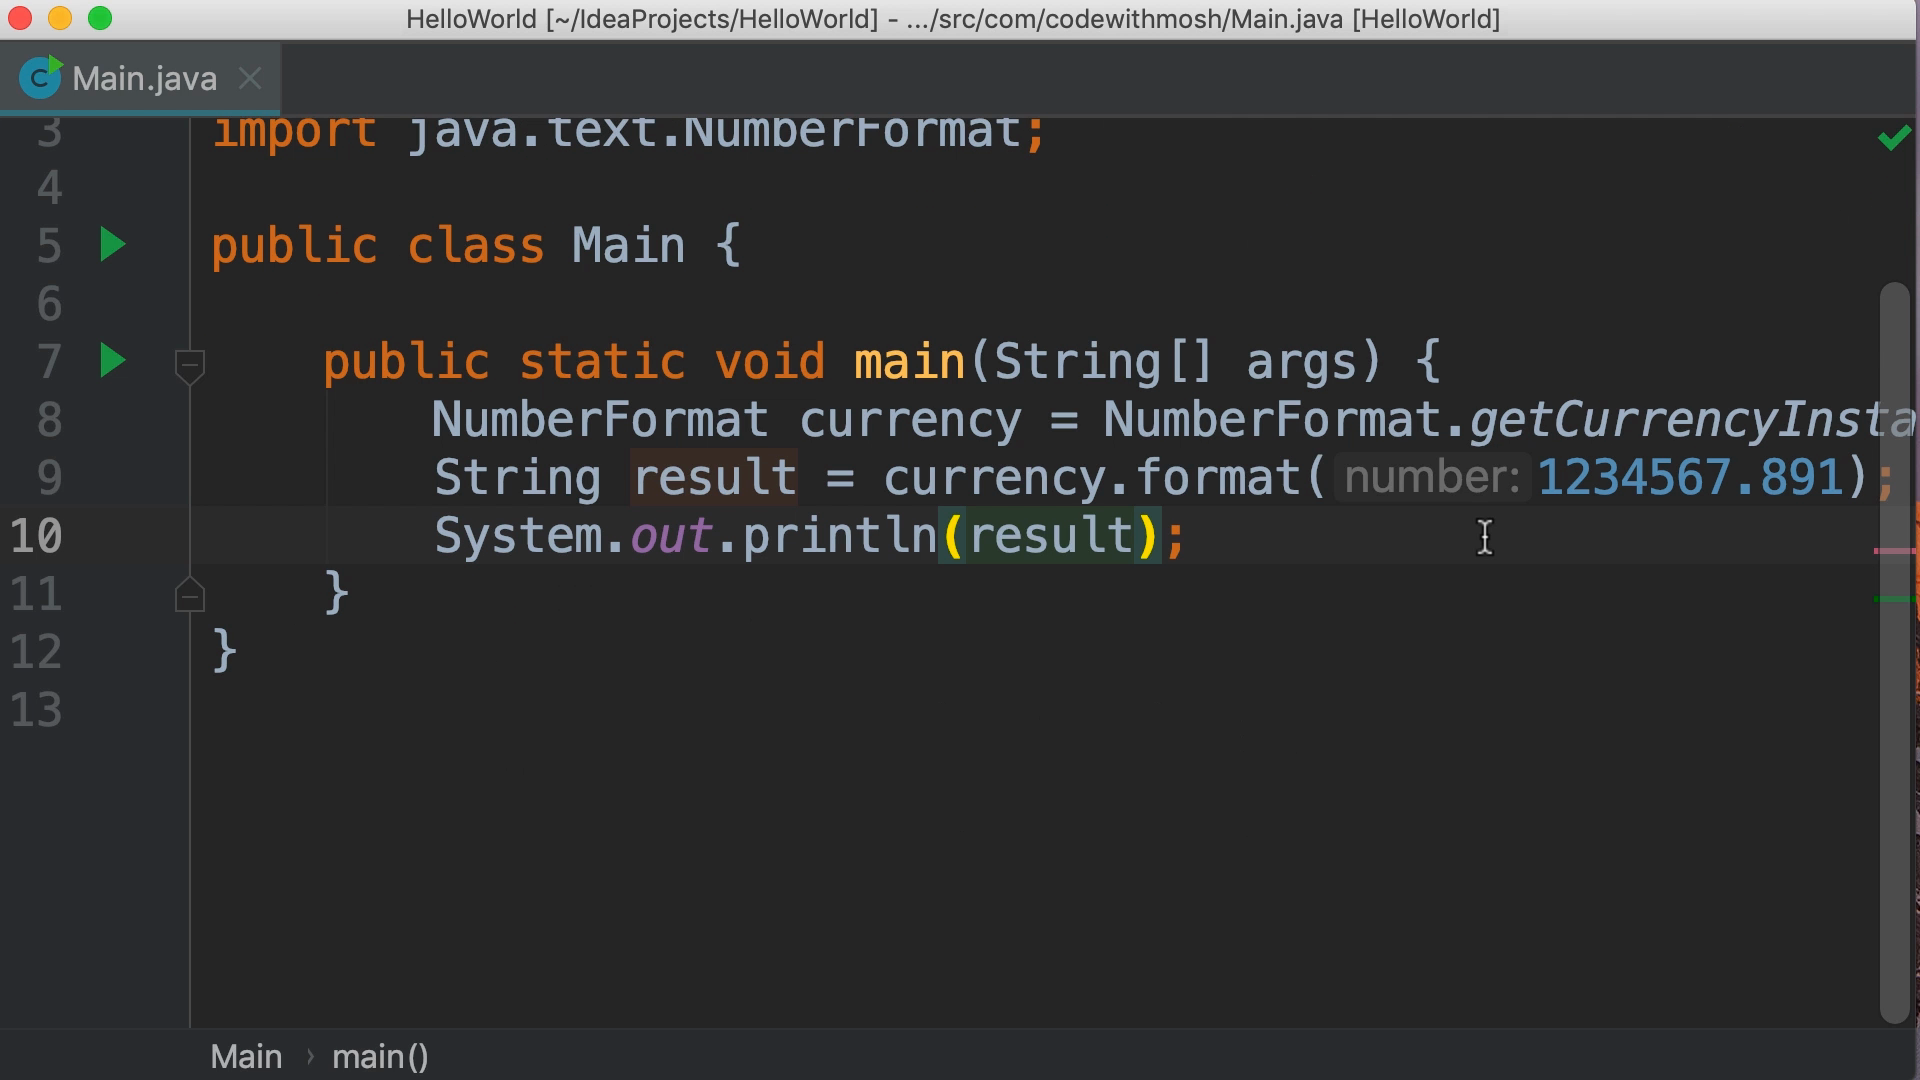 HelloWorld [~/IdeaProjects/HelloWorld] - .../src/com/codewithmosh/Main.java [HelloWorld]
C Main.java
3 import java.text.NumberFormat;
4
5 public class Main {
6
7 public static void main(String[] args) {
8 NumberFormat currency = NumberFormat.getCurrencyInsta
9 String result = currency.format( number: 1234567.891);
10 System.out.println(result);
11 }
12 }
13
Main › main()